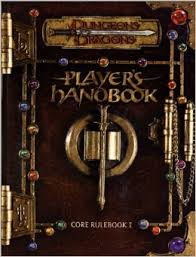 DUNGEONS
& DRAGONS
PLAYER'S
HANDBOOK
CORE RULEBOOK I